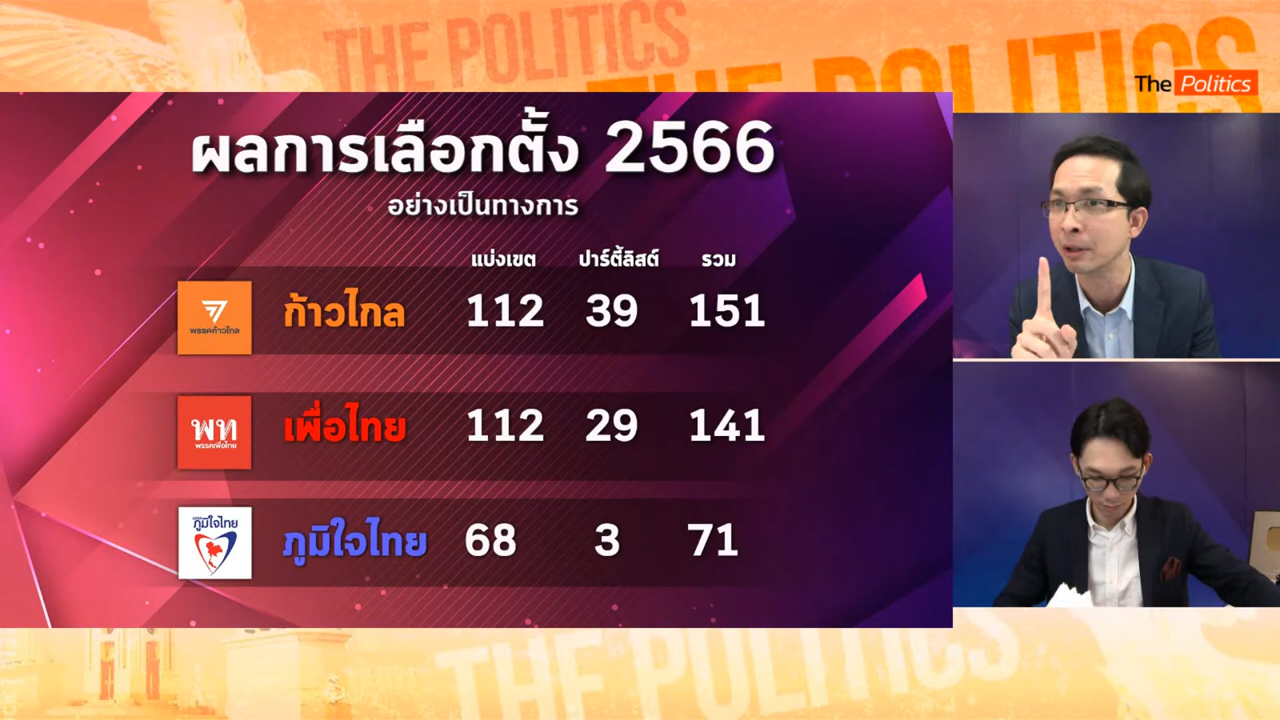 THE POLITICS
THE POLITICS
The Politics
ผลการเลือกตั้ง 2566
อย่างเป็นทางการ
แบ่งเขต ปาร์ตี้ลิสต์ รวม
พรรคก้าวไกล
ก้าวไกล 112 39 151
พท
พรรคเพื่อไทย
เพื่อไทย 112 29 141
ภูมิใจไทย
ภูมิใจไทย 68 3 71
THE POLITICS